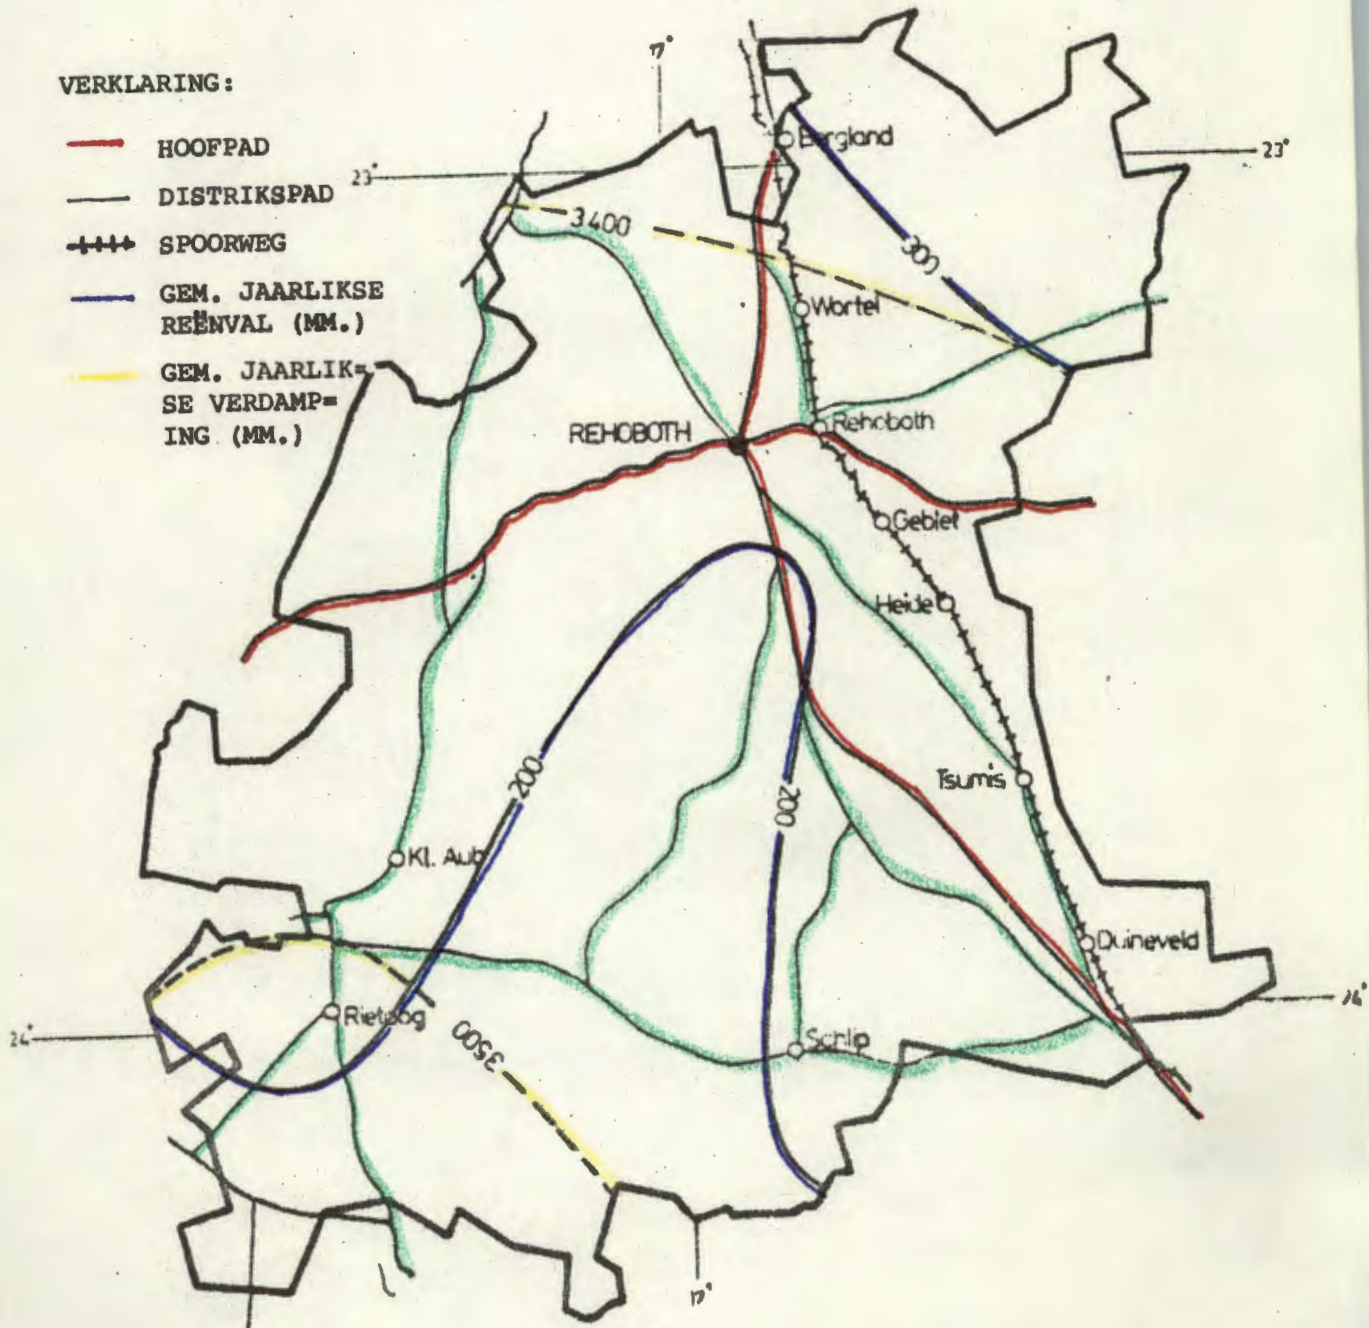 VERKLARING:
HOOFPAD
DISTRIKSPAD
SPOORWEG
GEM. JAARLIKSE
REËNVAL (MM.)
GEM. JAARLIK=
SE VERDAMP=
ING (MM.)
17°
Bergland
23°
23°
3400
300
Wortel
REHOBOTH
Rehoboth
Gebiet
Heide
200
200
Tsumis
Kl. Aub
Duineveld
Rietoog
24°
24°
3500
Schlip
17°